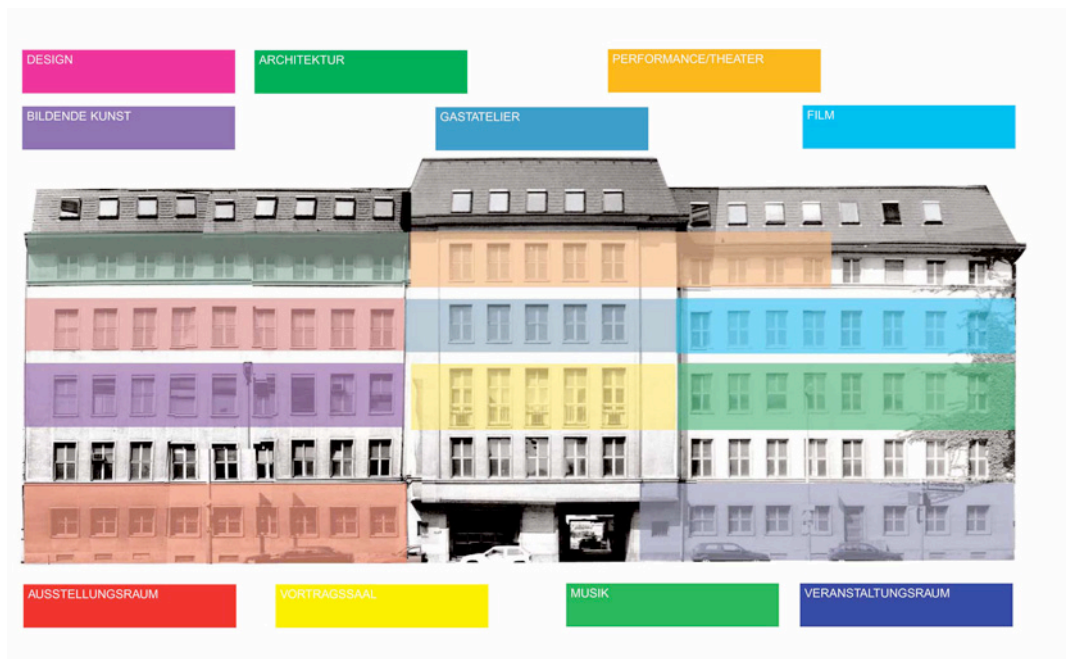 DESIGN
ARCHITEKTUR
PERFORMANCE/THEATER
BILDENDE KUNST
GASTATELIER
FILM
AUSSTELLUNGSRAUM
VORTRAGSSAAL
MUSIK
VERANSTALTUNGSRAUM